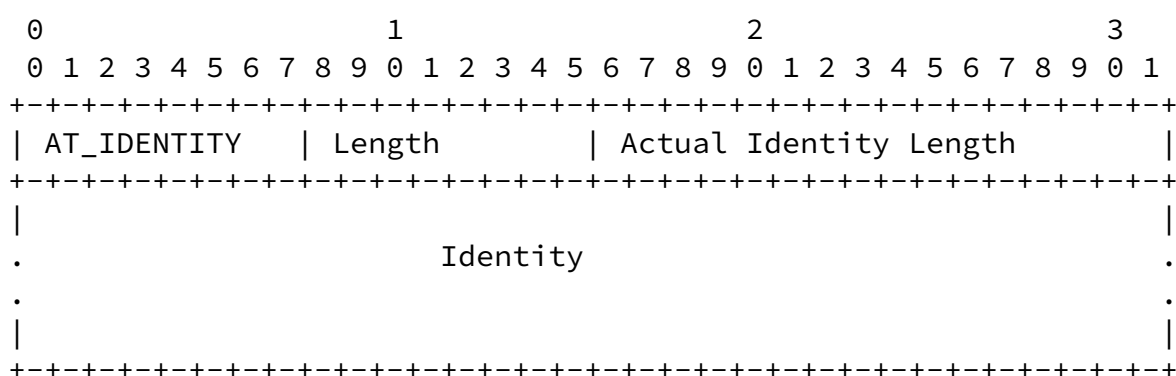 0                   1                   2                   3
 0 1 2 3 4 5 6 7 8 9 0 1 2 3 4 5 6 7 8 9 0 1 2 3 4 5 6 7 8 9 0 1
+-+-+-+-+-+-+-+-+-+-+-+-+-+-+-+-+-+-+-+-+-+-+-+-+-+-+-+-+-+-+-+-+
| AT_IDENTITY   | Length        | Actual Identity Length        |
+-+-+-+-+-+-+-+-+-+-+-+-+-+-+-+-+-+-+-+-+-+-+-+-+-+-+-+-+-+-+-+-+
|                                                               |
.                       Identity                                .
.                                                               .
|                                                               |
+-+-+-+-+-+-+-+-+-+-+-+-+-+-+-+-+-+-+-+-+-+-+-+-+-+-+-+-+-+-+-+-+